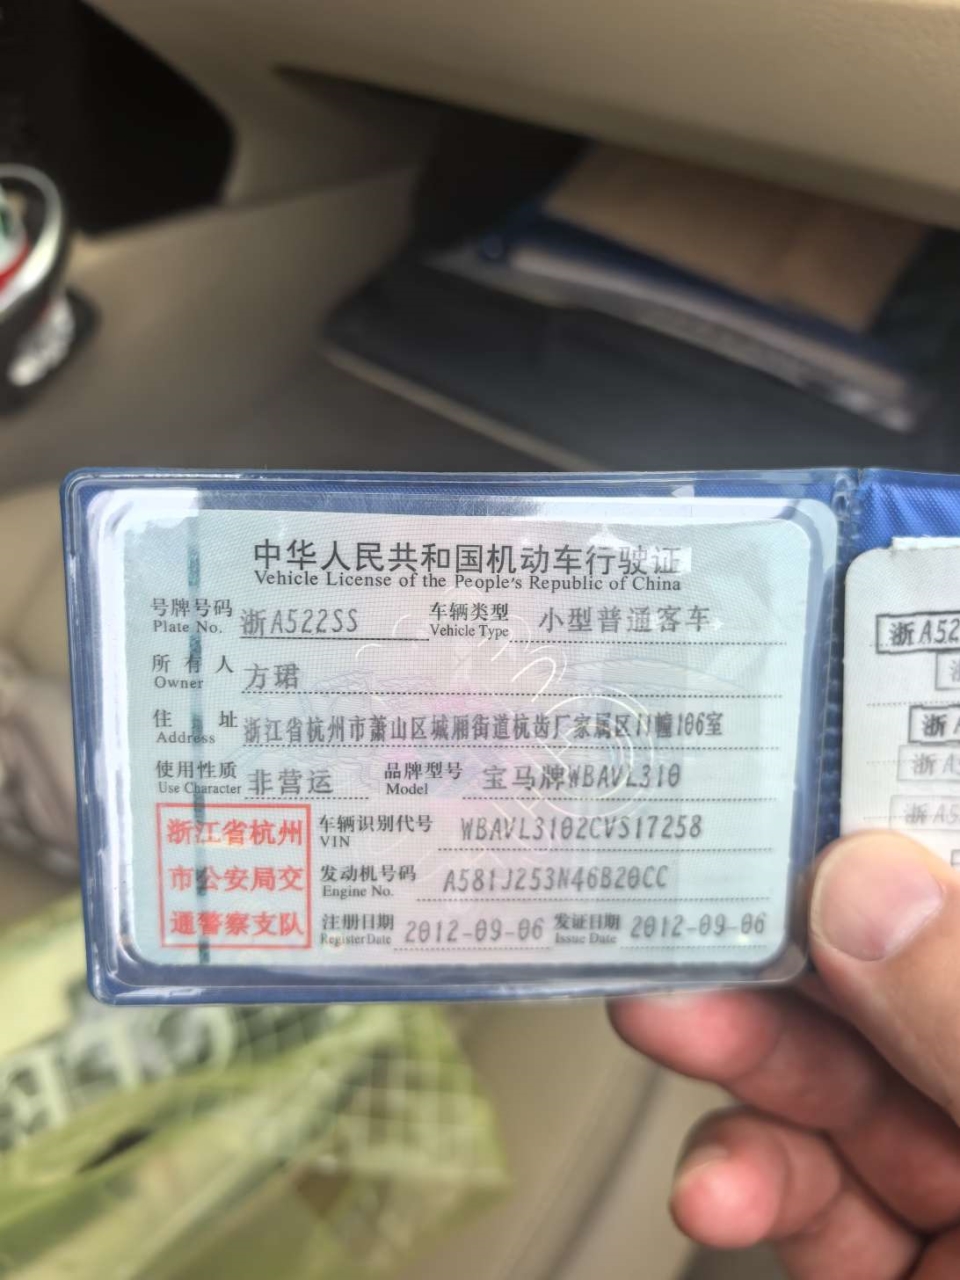 中华人民共和国机动车行驶证
Vehicle License of the People's Republic of China
号牌号码 浙A522SS 车辆类型 小型普通客车
Plate No. Vehicle Type
所有人 方珺
Owner
住址 浙江省杭州市萧山区城厢街道杭齿厂家属区11幢106室
Address
使用性质 非营运 品牌型号 宝马牌WBAVL310
Use Character Model
浙江省杭州
市公安局交
通警察支队
车辆识别代号 WBAVL3102CVS17258
VIN
发动机号码 A581J253N46B20CC
Engine No.
注册日期 2012-09-06 发证日期 2012-09-06
Register Date Issue Date
浙A52
浙A
浙A
浙A5